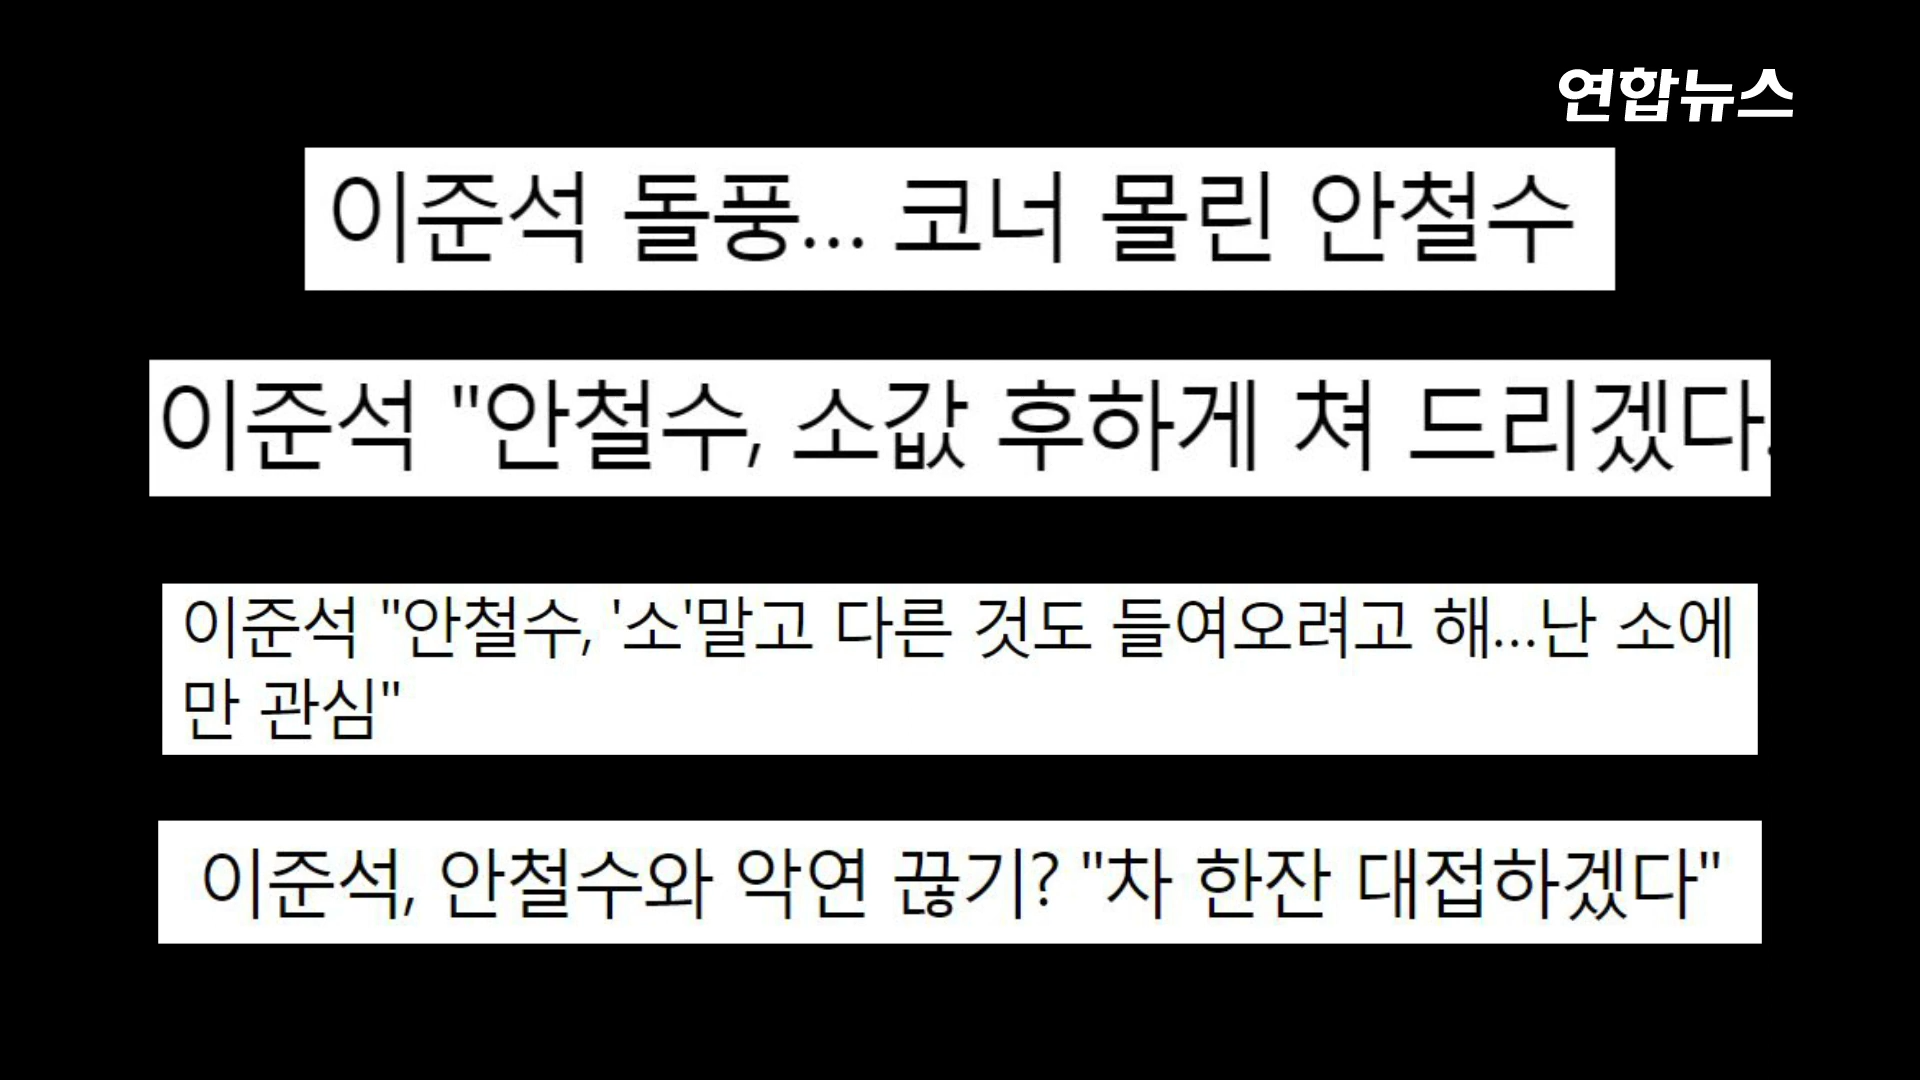 연합뉴스
이준석 돌풍... 코너 몰린 안철수
이준석 "안철수, 소값 후하게 쳐 드리겠다.
이준석 "안철수, '소'말고 다른 것도 들여오려고 해...난 소에
만 관심"
이준석, 안철수와 악연 끊기? "차 한잔 대접하겠다"